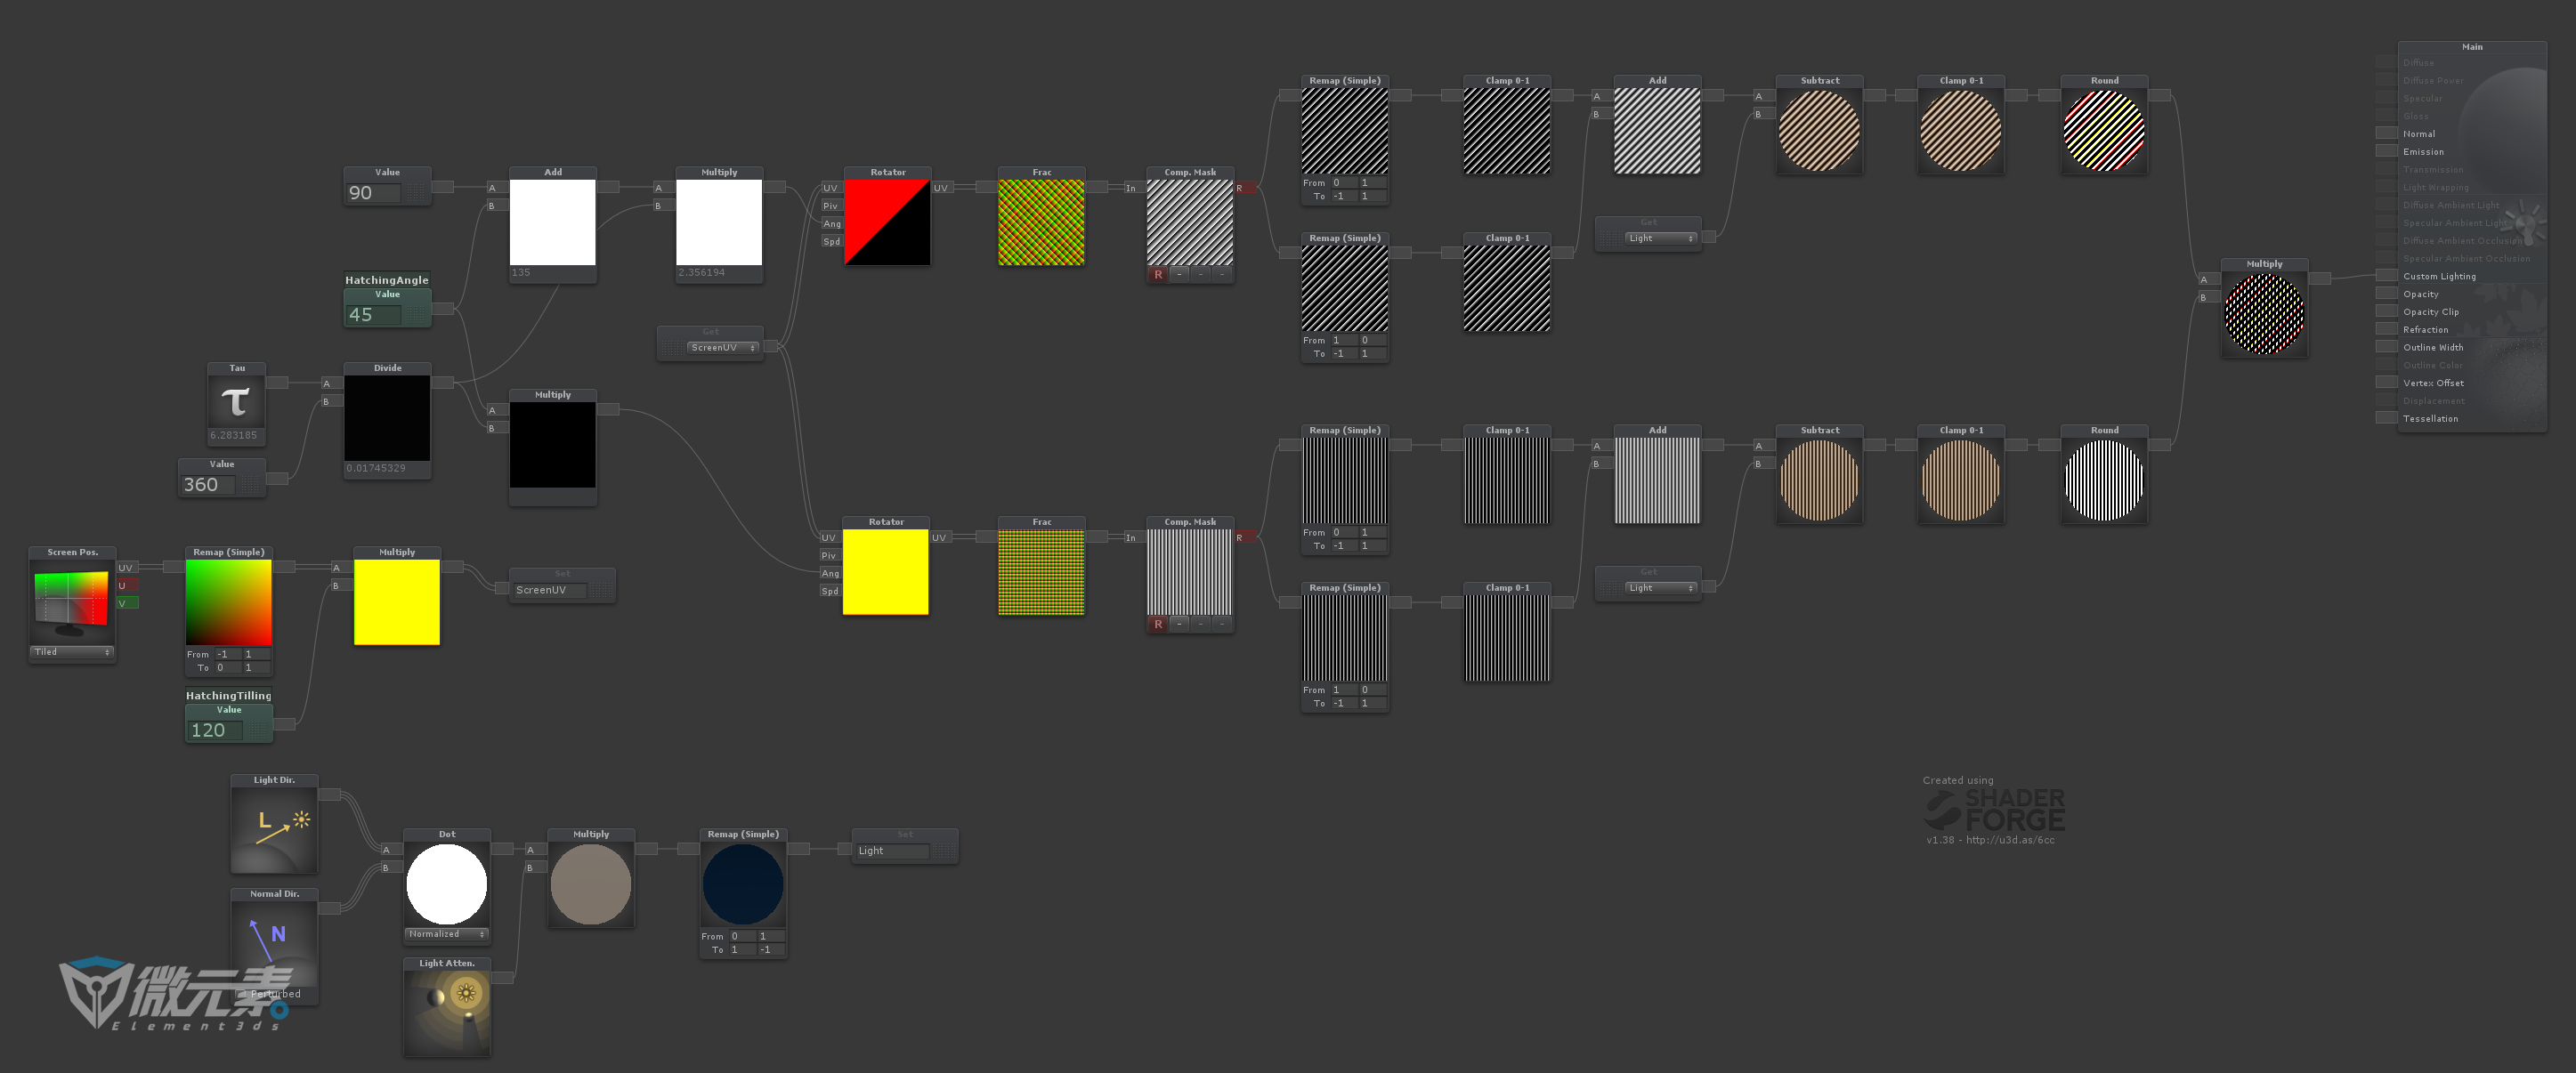 Value
90
HatchingAngle
Value
45
Tau
τ
6.283185
Value
360
Add
A
B
135
Multiply
A
B
2.356194
Divide
A
B
0.01745329
Multiply
A
B
Get
ScreenUV
Rotator
UV
Piv
Ang
Spd
UV
Frac
Comp. Mask
In
R
R - - -
Remap (Simple)
From 0 1
To -1 1
Clamp 0-1
Remap (Simple)
From 1 0
To -1 1
Clamp 0-1
Add
A
B
Get
Light
Subtract
A
B
Clamp 0-1
Round
Rotator
UV
Piv
Ang
Spd
UV
Frac
Comp. Mask
In
R
R - - -
Remap (Simple)
From 0 1
To -1 1
Clamp 0-1
Remap (Simple)
From 1 0
To -1 1
Clamp 0-1
Add
A
B
Get
Light
Subtract
A
B
Clamp 0-1
Round
Multiply
A
B
Main
Diffuse
Diffuse Power
Specular
Gloss
Normal
Emission
Transmission
Light Wrapping
Diffuse Ambient Light
Specular Ambient Light
Diffuse Ambient Occlusion
Specular Ambient Occlusion
Custom Lighting
Opacity
Opacity Clip
Refraction
Outline Width
Outline Color
Vertex Offset
Displacement
Tessellation
Screen Pos.
UV
U
V
Tiled
Remap (Simple)
From -1 1
To 0 1
HatchingTilling
Value
120
Multiply
A
B
Set
ScreenUV
Light Dir.
L
Normal Dir.
N
Perturbed
Dot
A
B
Normalized
Light Atten.
Multiply
A
B
Remap (Simple)
From 0 1
To 1 -1
Set
Light
Created using
SHADER
FORGE
v1.38 - http://u3d.as/6cc
微元素
Element3ds